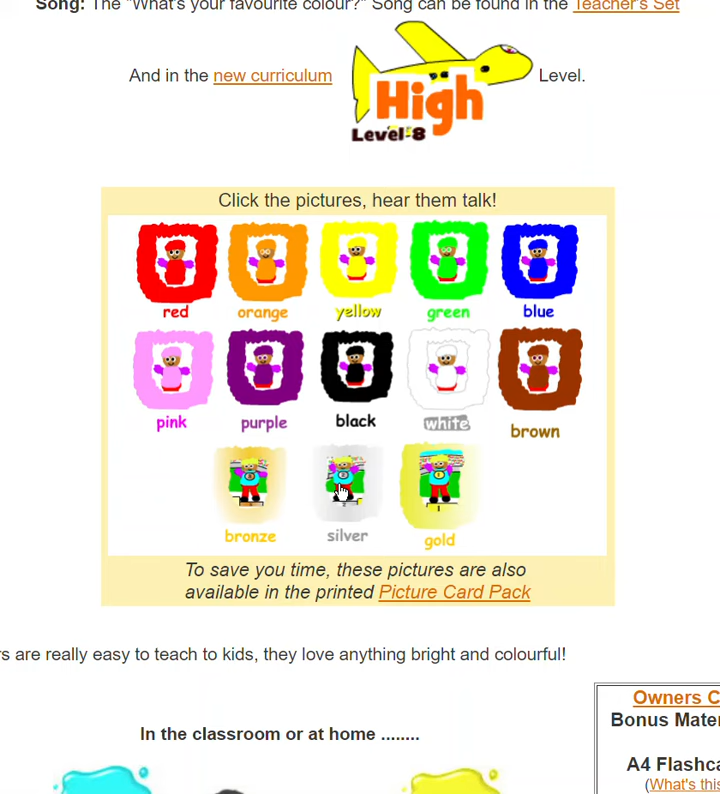 Song: The "What's your favourite colour?" Song can be found in the Teacher's Set
And in the new curriculum High Level-8 Level.
Click the pictures, hear them talk!
red orange yellow green blue
pink purple black white brown
bronze silver gold
To save you time, these pictures are also
available in the printed Picture Card Pack
rs are really easy to teach to kids, they love anything bright and colourful!
Owners C
Bonus Mater
In the classroom or at home ........
A4 Flashca
(What's this